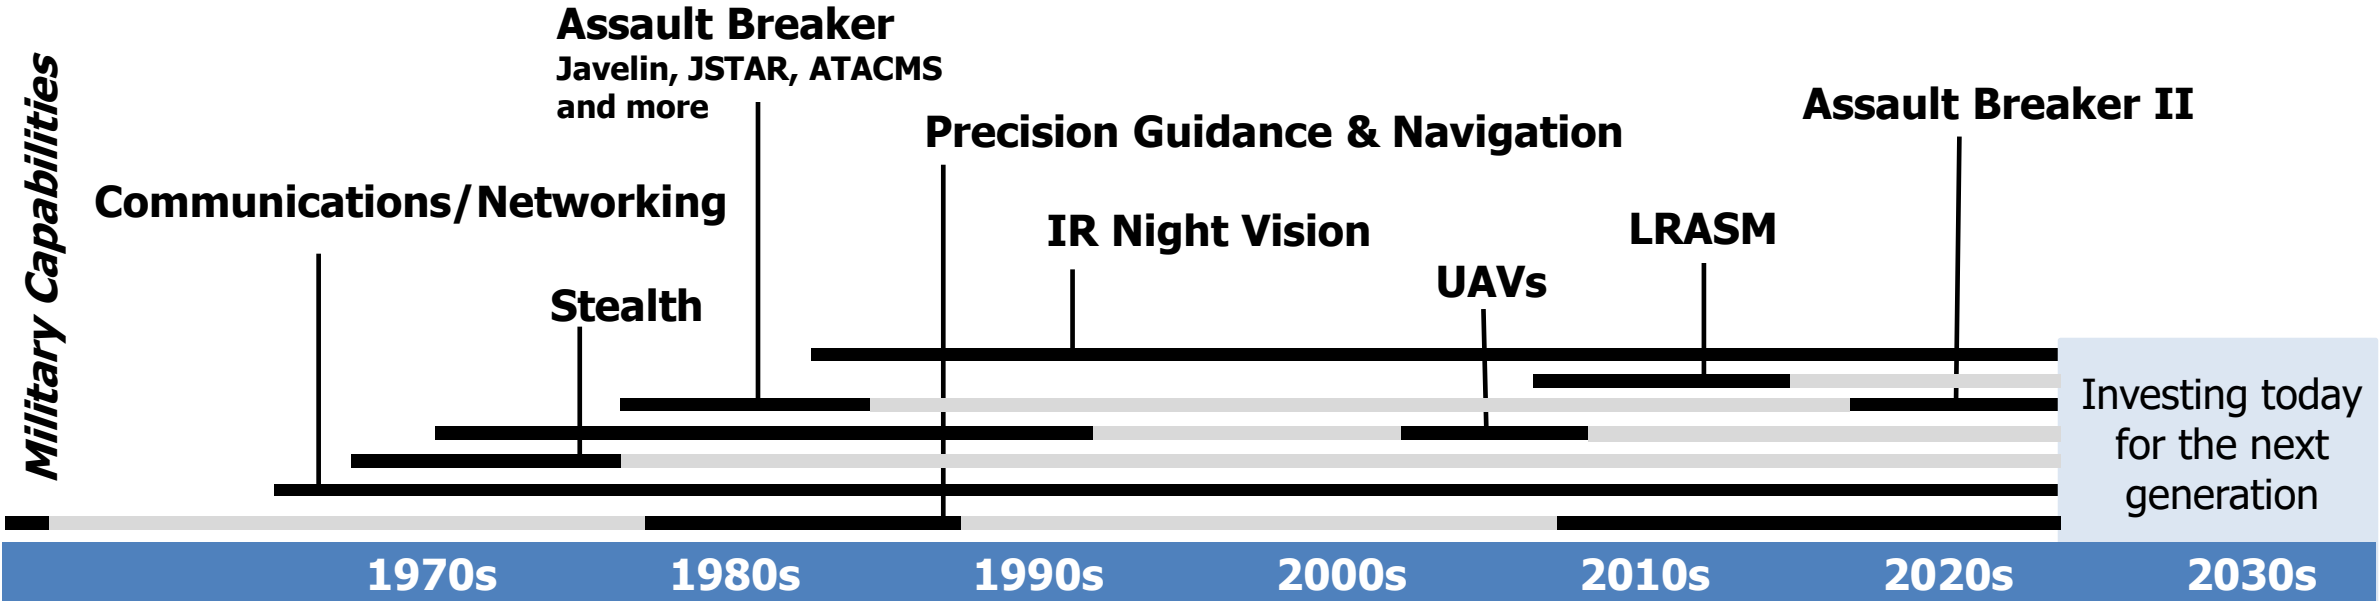 Military Capabilities
Assault Breaker
Javelin, JSTAR, ATACMS
and more
Assault Breaker II
Precision Guidance & Navigation
Communications/Networking
IR Night Vision
LRASM
UAVs
Stealth
Investing today
for the next
generation
1970s 1980s 1990s 2000s 2010s 2020s 2030s